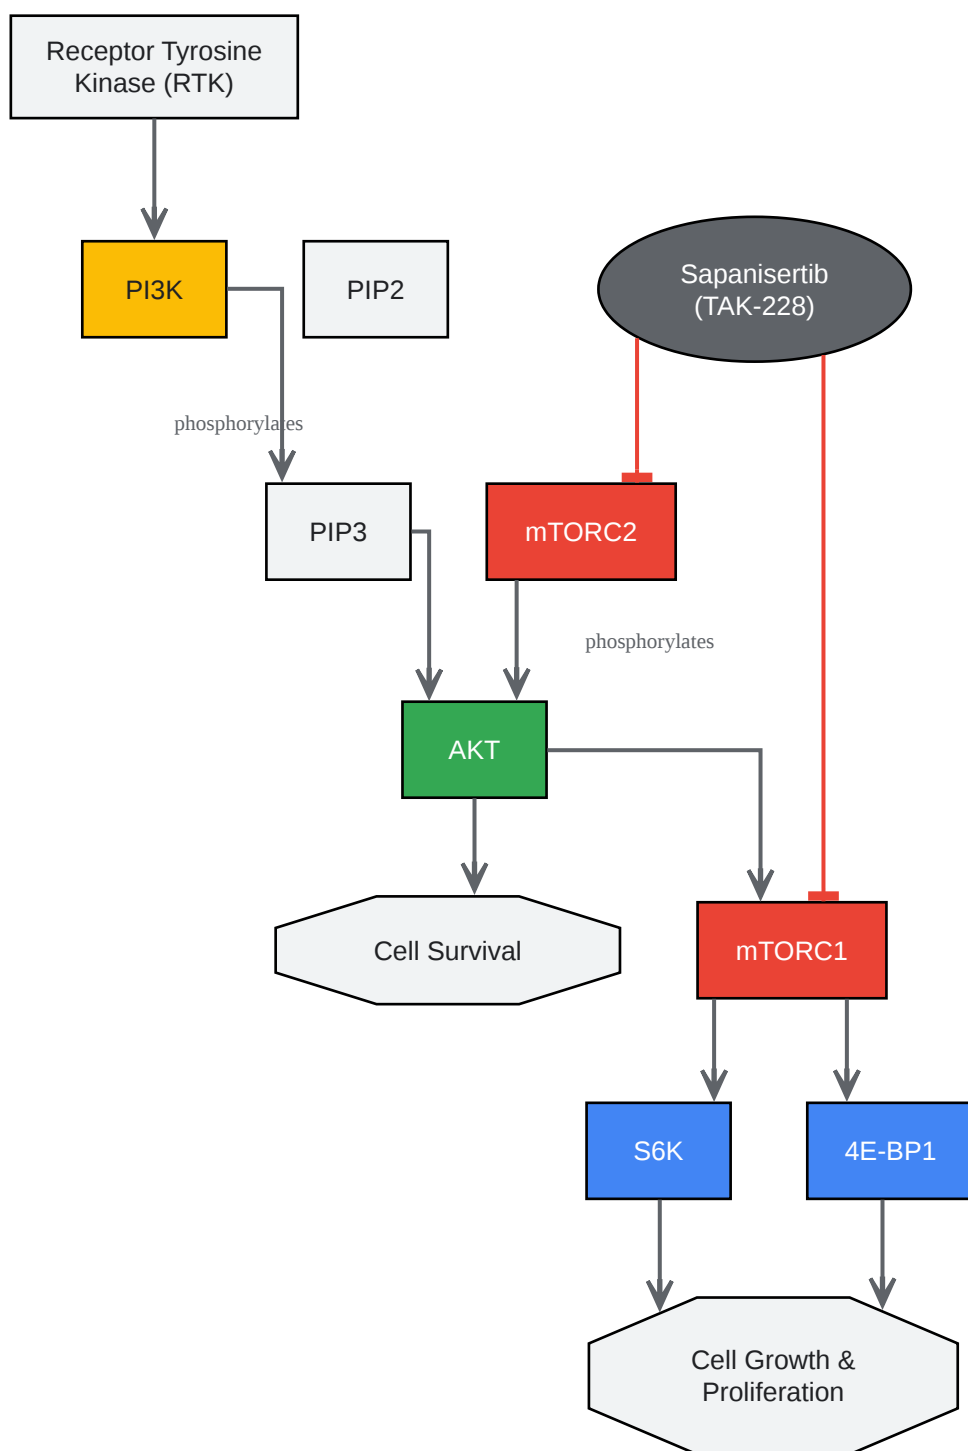 Receptor Tyrosine
Kinase (RTK)
PI3K
PIP2
Sapanisertib
(TAK-228)
phosphorylates
PIP3
mTORC2
phosphorylates
AKT
Cell Survival
mTORC1
S6K
4E-BP1
Cell Growth &
Proliferation